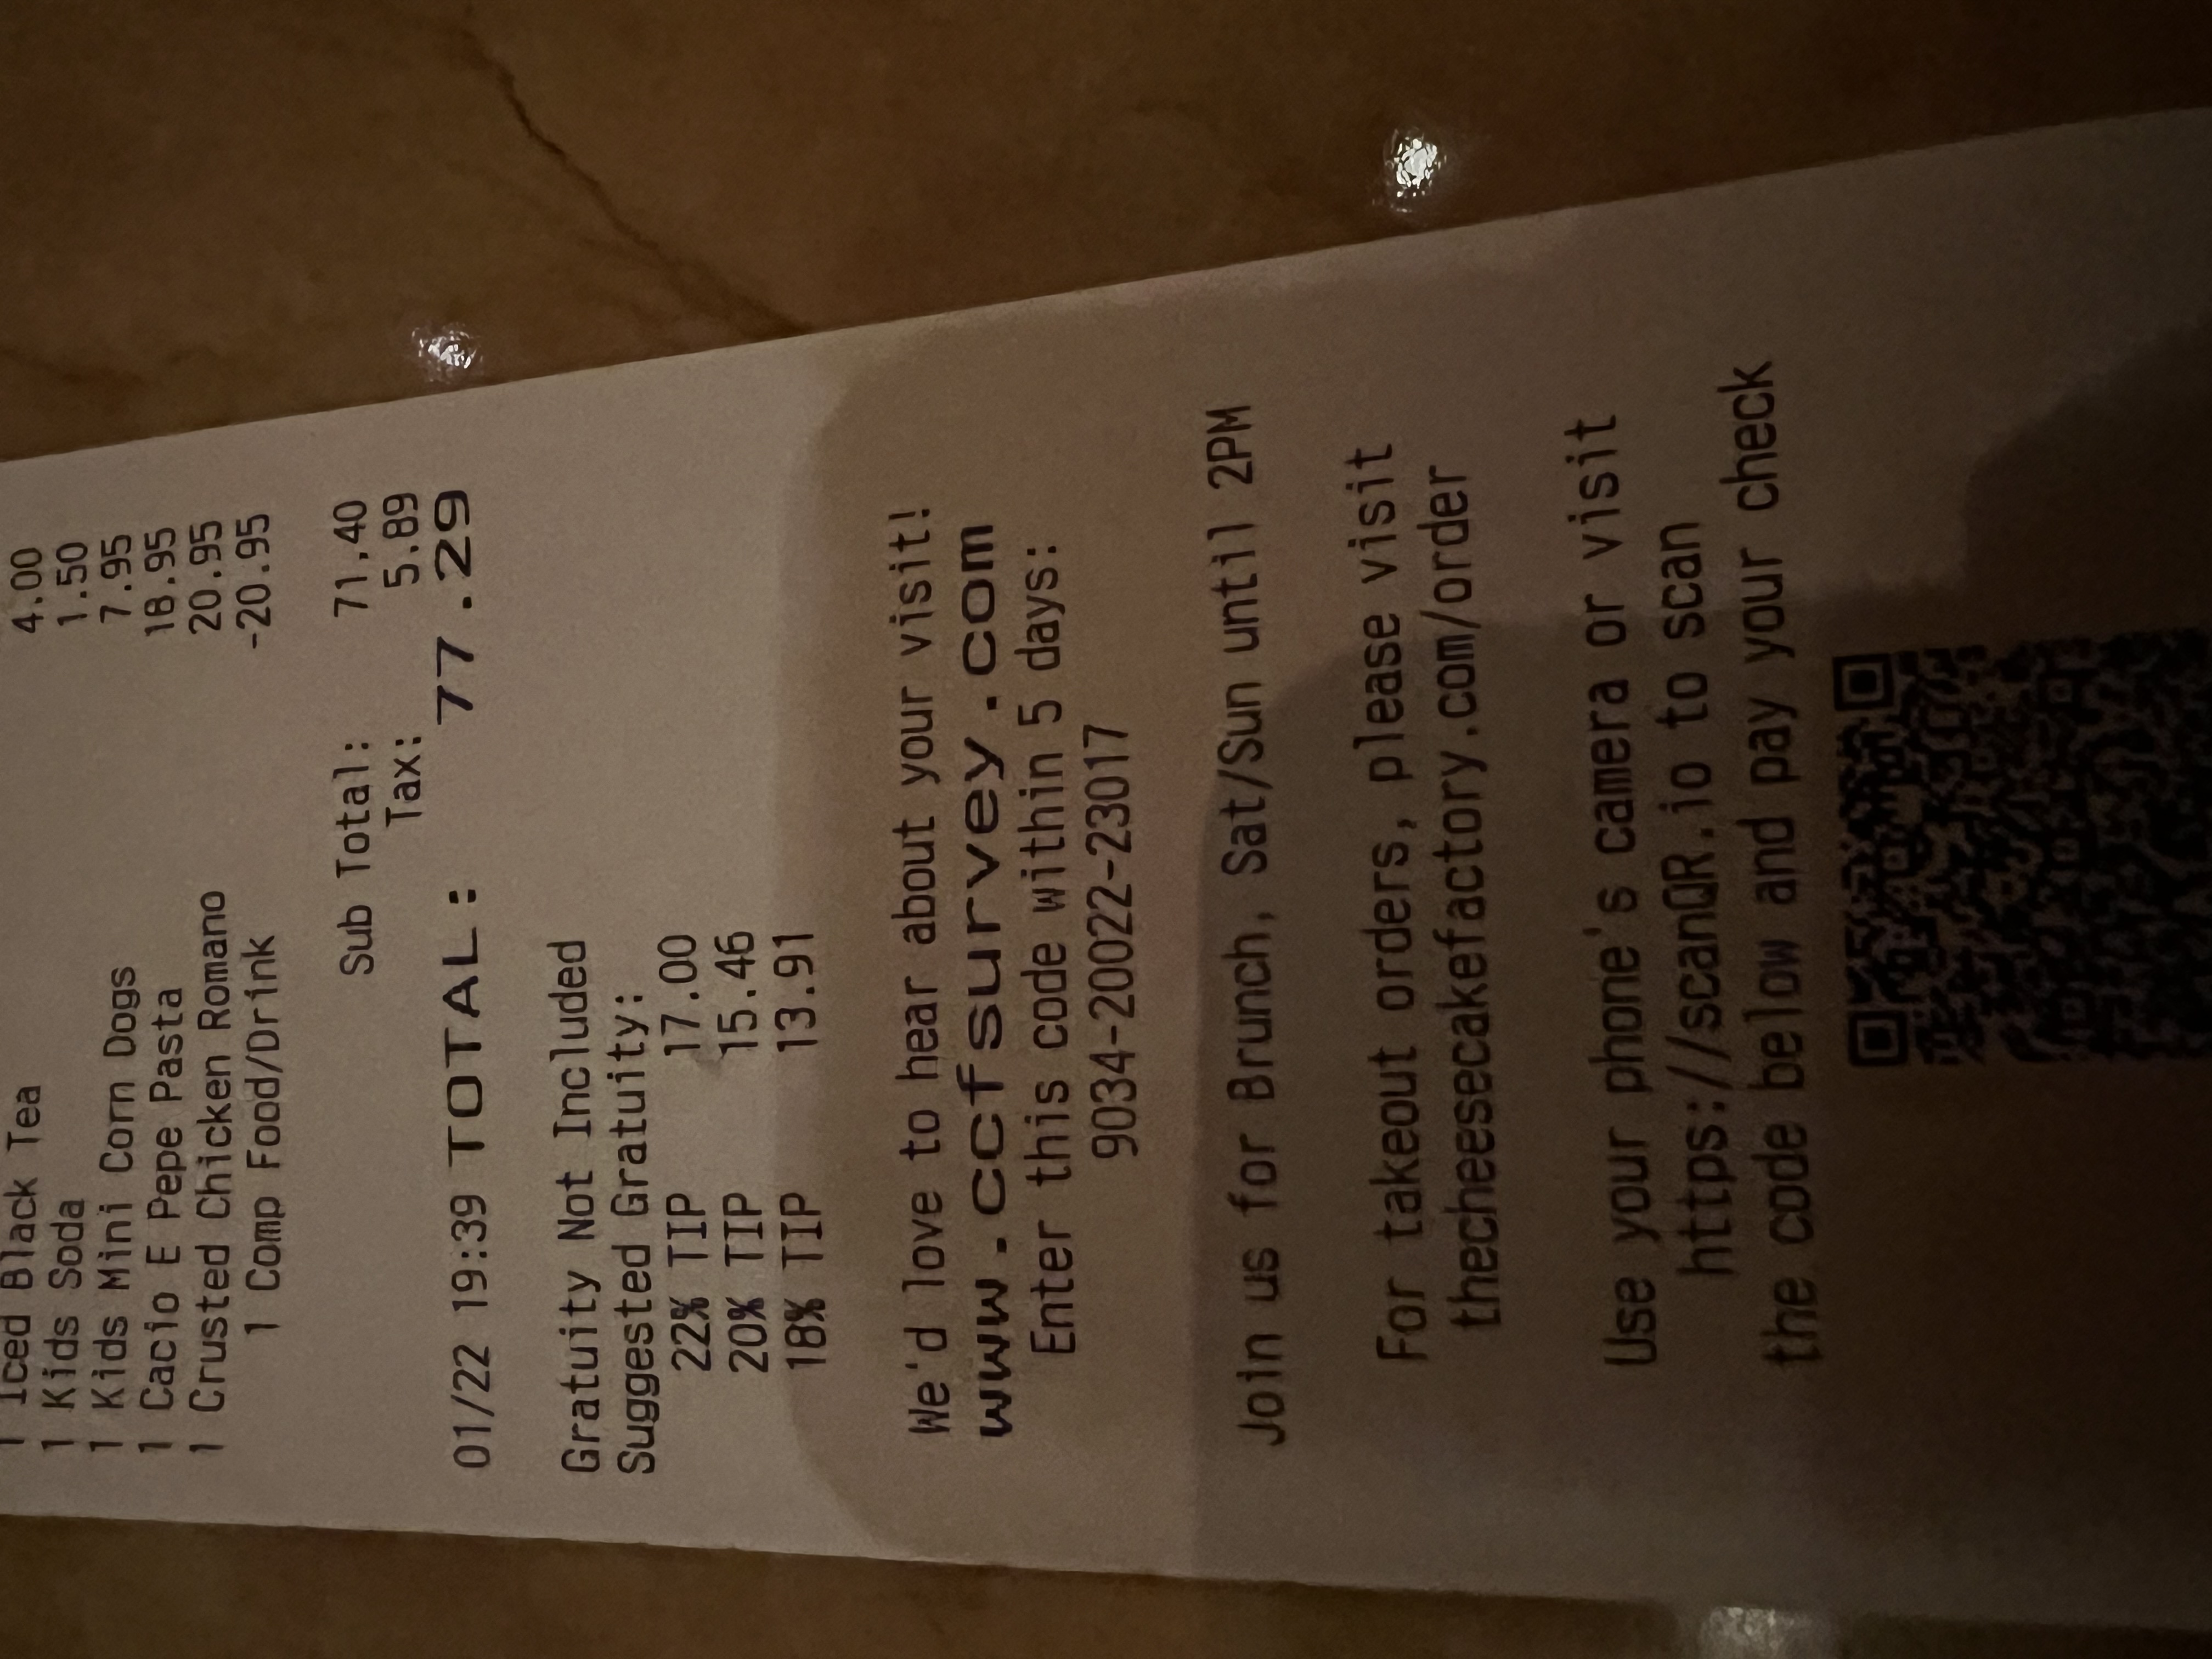 1 Iced Black Tea 4.00
1 Kids Soda 1.50
1 Kids Mini Corn Dogs 7.95
1 Cacio E Pepe Pasta 18.95
1 Crusted Chicken Romano 20.95
1 Comp Food/Drink -20.95
Sub Total: 71.40
Tax: 5.89
01/22 19:39 TOTAL: 77.29
Gratuity Not Included
Suggested Gratuity:
22% TIP 17.00
20% TIP 15.46
18% TIP 13.91
We'd love to hear about your visit!
www.ccfsurvey.com
Enter this code within 5 days:
9034-20022-23017
Join us for Brunch, Sat/Sun until 2PM
For takeout orders, please visit
thecheesecakefactory.com/order
Use your phone's camera or visit
https://scanQR.io to scan
the code below and pay your check